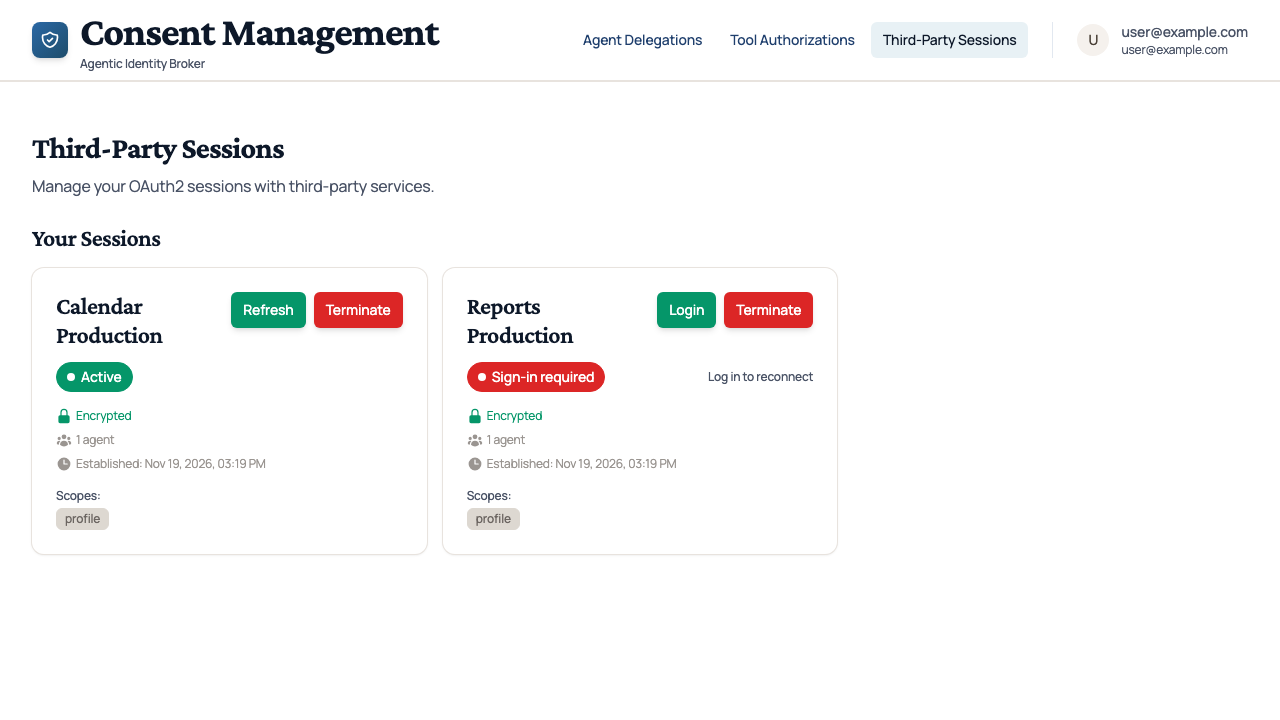 Consent Management
Agentic Identity Broker
Agent Delegations
Tool Authorizations
Third-Party Sessions
U
user@example.com
user@example.com
Third-Party Sessions
Manage your OAuth2 sessions with third-party services.
Your Sessions
Calendar
Production
Refresh
Terminate
Active
Encrypted
1 agent
Established: Nov 19, 2026, 03:19 PM
Scopes:
profile
Reports
Production
Login
Terminate
Sign-in required
Log in to reconnect
Encrypted
1 agent
Established: Nov 19, 2026, 03:19 PM
Scopes:
profile